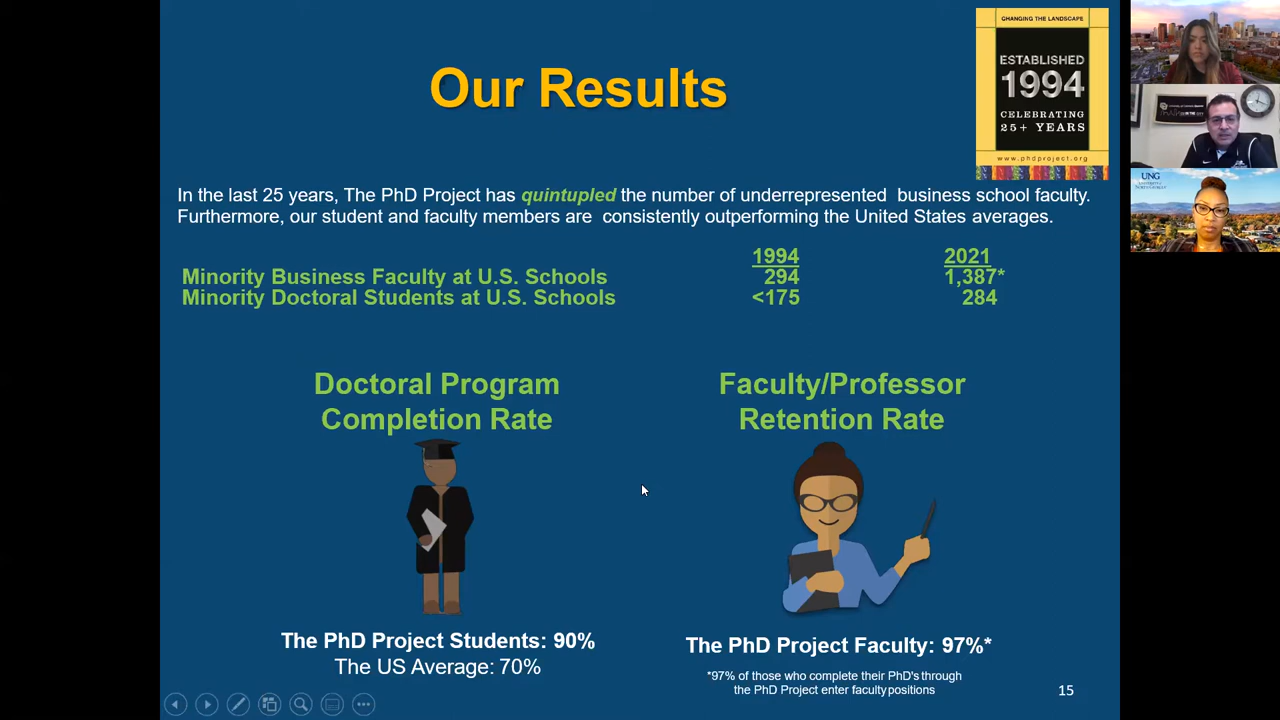 Our Results
CHANGING THE LANDSCAPE
ESTABLISHED
1994
CELEBRATING
25+ YEARS
www.phdproject.org
In the last 25 years, The PhD Project has quintupled the number of underrepresented business school faculty.
Furthermore, our student and faculty members are consistently outperforming the United States averages.
1994 2021
Minority Business Faculty at U.S. Schools 294 1,387*
Minority Doctoral Students at U.S. Schools <175 284
Doctoral Program
Completion Rate
Faculty/Professor
Retention Rate
The PhD Project Students: 90%
The US Average: 70%
The PhD Project Faculty: 97%*
*97% of those who complete their PhD's through
the PhD Project enter faculty positions
15
UNG